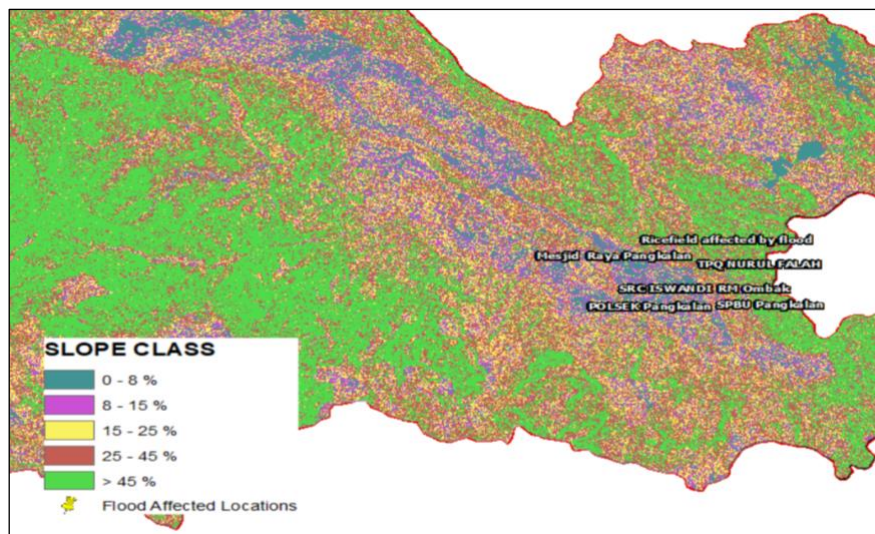 Ricefield affected by flood
Mesjid Raya Pangkalan
TPQ NURUL FALAH
SRC ISWANDI RM Ombak
POLSEK Pangkalan SPBU Pangkalan
SLOPE CLASS
0 - 8 %
8 - 15 %
15 - 25 %
25 - 45 %
> 45 %
Flood Affected Locations